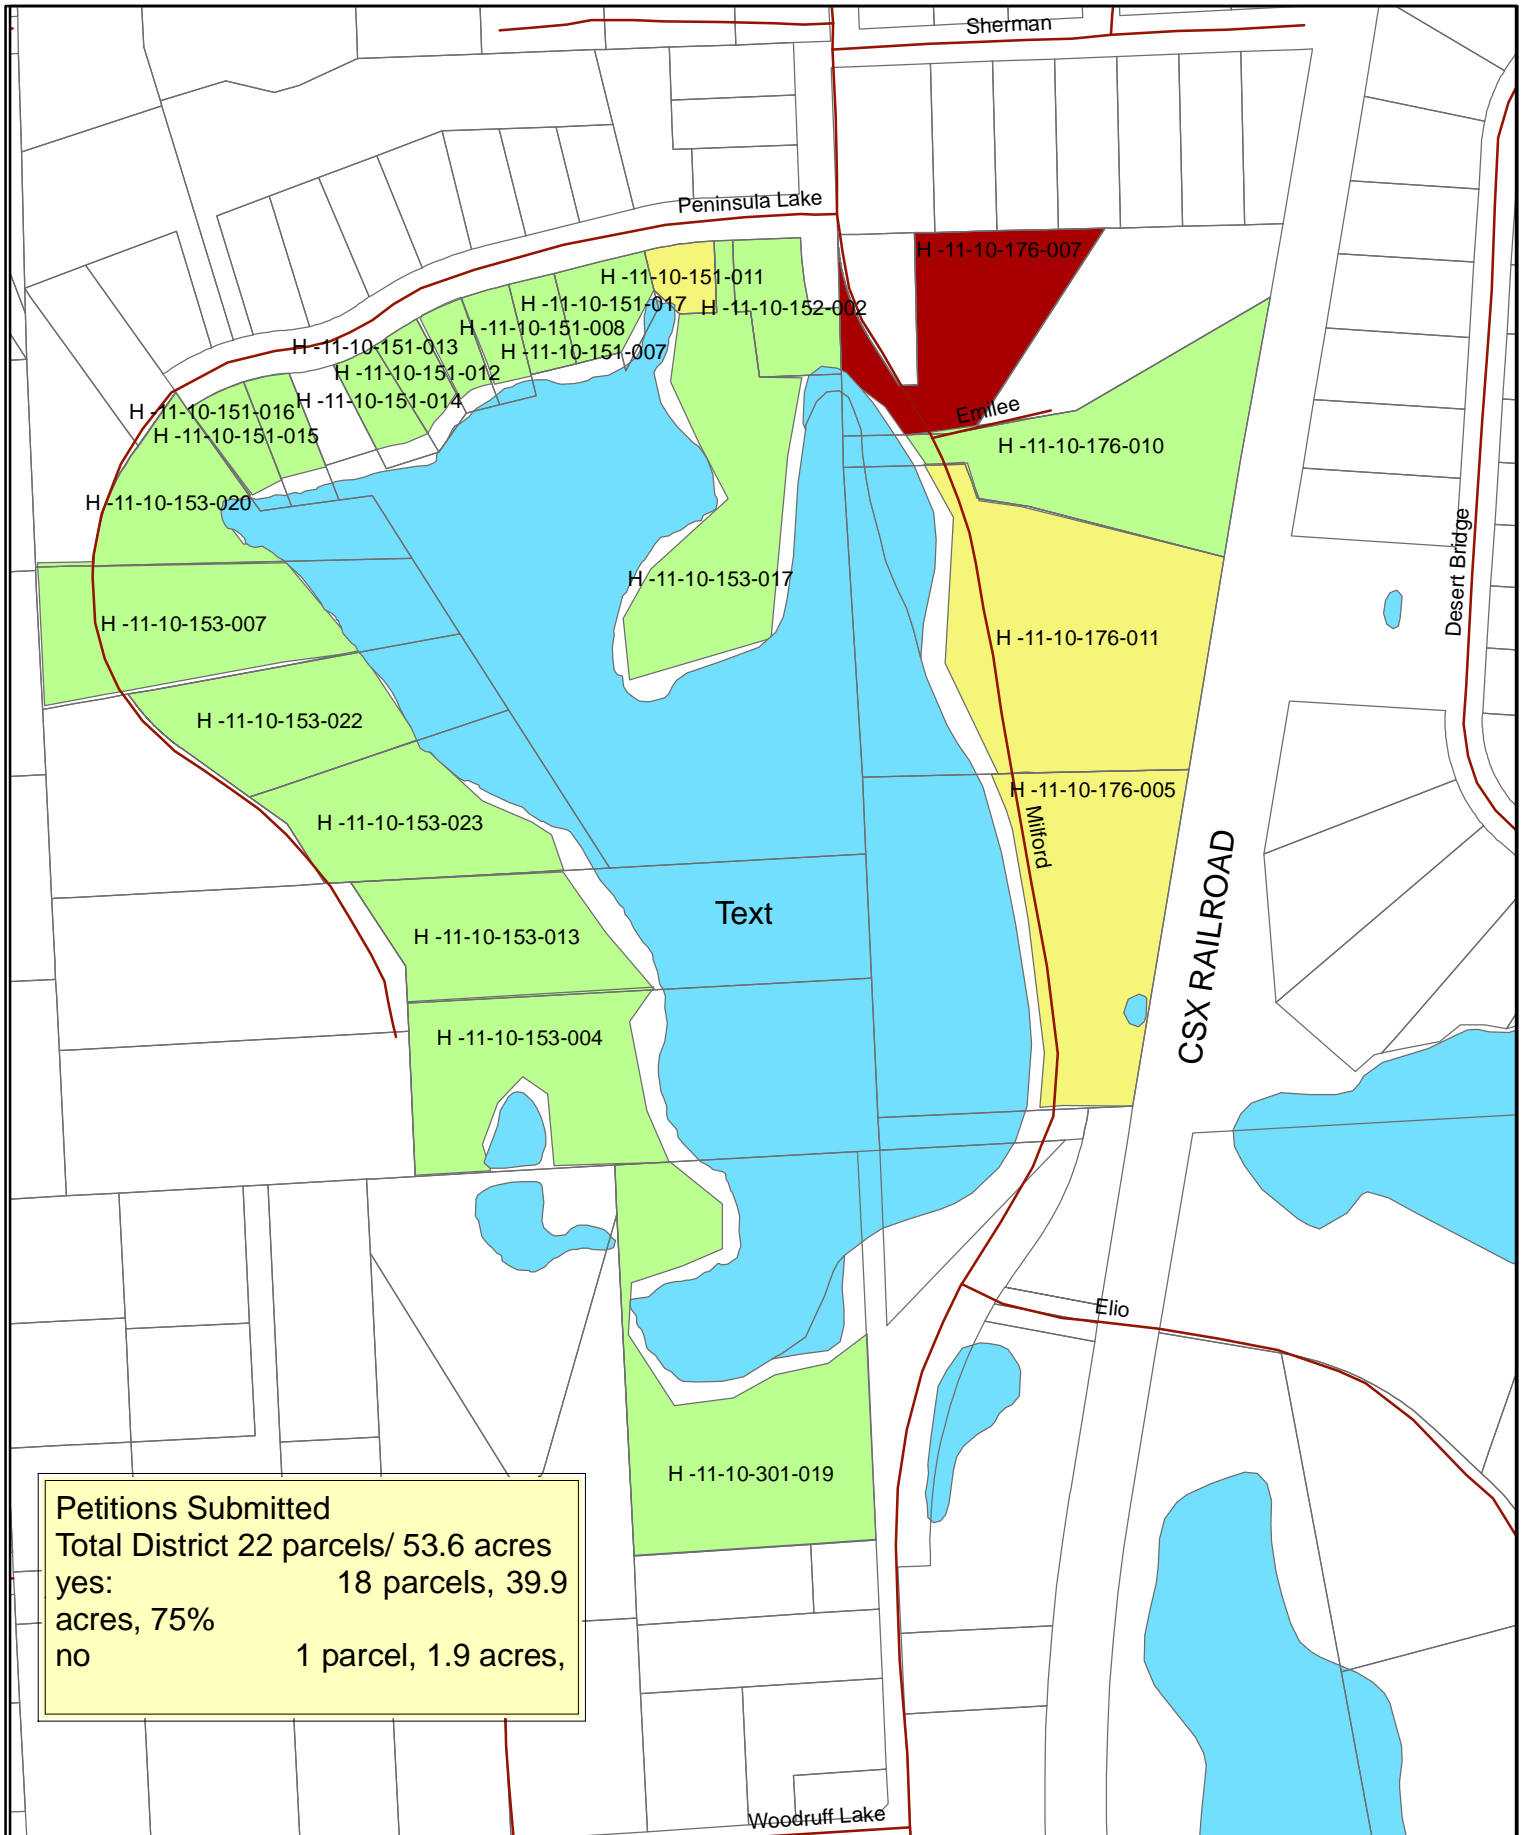 Sherman
Peninsula Lake
H -11-10-176-007
H -11-10-151-011
H -11-10-151-017
H -11-10-152-002
H -11-10-151-008
H -11-10-151-013
H -11-10-151-007
H -11-10-151-012
H -11-10-151-014
H -11-10-151-016
H -11-10-151-015
Emilee
H -11-10-176-010
H -11-10-153-020
Desert Bridge
H -11-10-153-017
H -11-10-153-007
H -11-10-176-011
H -11-10-153-022
H -11-10-176-005
H -11-10-153-023
Milford
CSX RAILROAD
Text
H -11-10-153-013
H -11-10-153-004
Elio
H -11-10-301-019
Petitions Submitted
Total District 22 parcels/ 53.6 acres
yes: 18 parcels, 39.9
acres, 75%
no 1 parcel, 1.9 acres,
Woodruff Lake